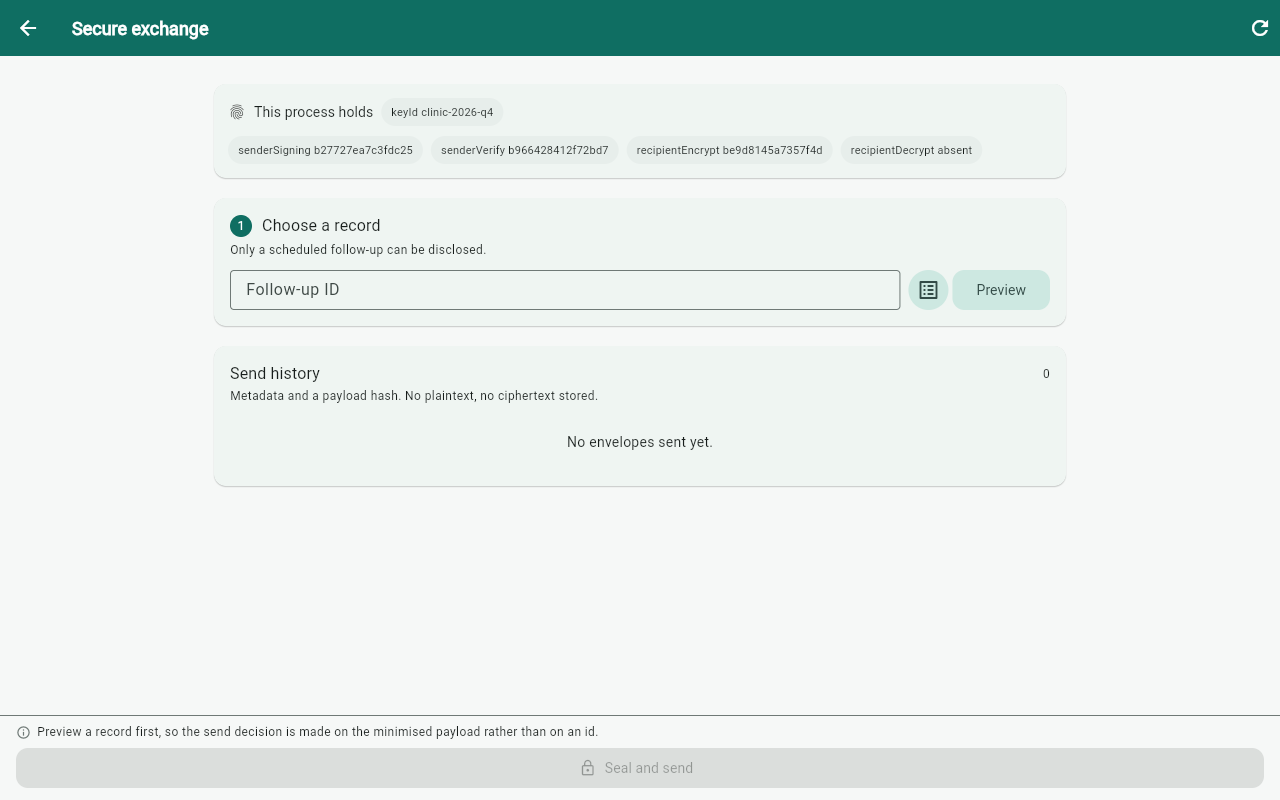 Secure exchange
This process holds keyId clinic-2026-q4
senderSigning b27727ea7c3fdc25 senderVerify b966428412f72bd7 recipientEncrypt be9d8145a7357f4d recipientDecrypt absent
1 Choose a record
Only a scheduled follow-up can be disclosed.
Follow-up ID Preview
Send history 0
Metadata and a payload hash. No plaintext, no ciphertext stored.
No envelopes sent yet.
Preview a record first, so the send decision is made on the minimised payload rather than on an id.
Seal and send